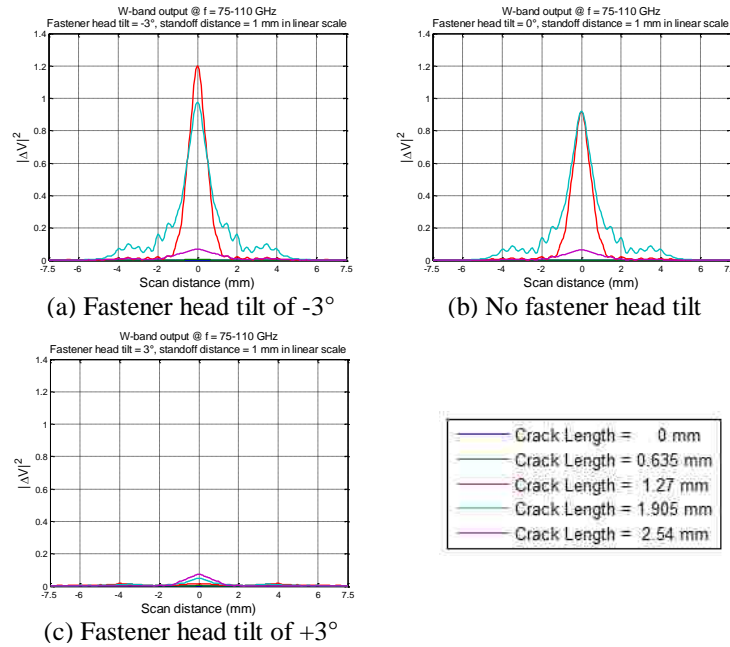 W-band output @ f = 75-110 GHz
Fastener head tilt = -3°, standoff distance = 1 mm in linear scale
1.4
1.2
1
0.8
0.6
0.4
0.2
0
|ΔV|²
-7.5 -6 -4 -2 0 2 4 6 7.5
Scan distance (mm)
(a) Fastener head tilt of -3°
W-band output @ f = 75-110 GHz
Fastener head tilt = 0°, standoff distance = 1 mm in linear scale
1.4
1.2
1
0.8
0.6
0.4
0.2
0
|ΔV|²
-7.5 -6 -4 -2 0 2 4 6 7.5
Scan distance (mm)
(b) No fastener head tilt
W-band output @ f = 75-110 GHz
Fastener head tilt = 3°, standoff distance = 1 mm in linear scale
1.4
1.2
1
0.8
0.6
0.4
0.2
0
|ΔV|²
-7.5 -6 -4 -2 0 2 4 6 7.5
Scan distance (mm)
(c) Fastener head tilt of +3°
Crack Length = 0 mm
Crack Length = 0.635 mm
Crack Length = 1.27 mm
Crack Length = 1.905 mm
Crack Length = 2.54 mm